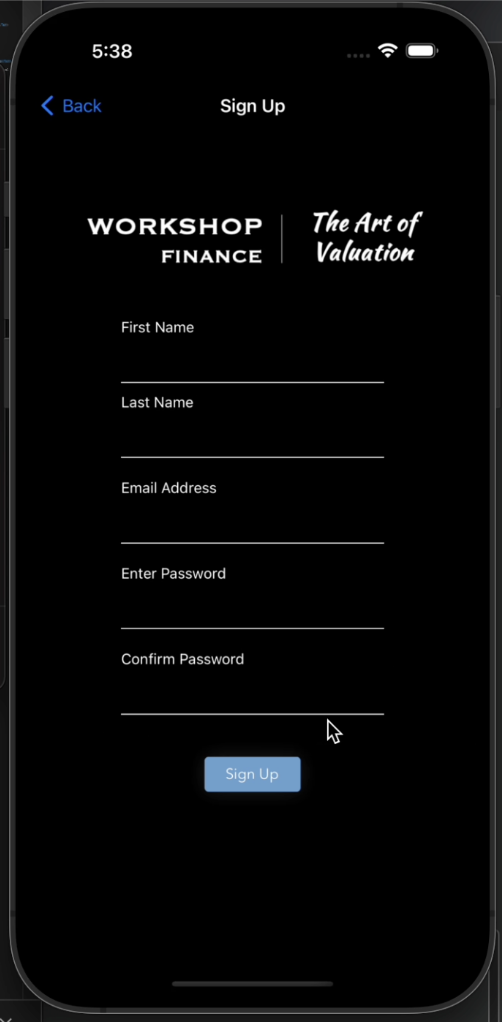 5:38
Back
Sign Up
WORKSHOP
FINANCE
The Art of
Valuation
First Name
Last Name
Email Address
Enter Password
Confirm Password
Sign Up